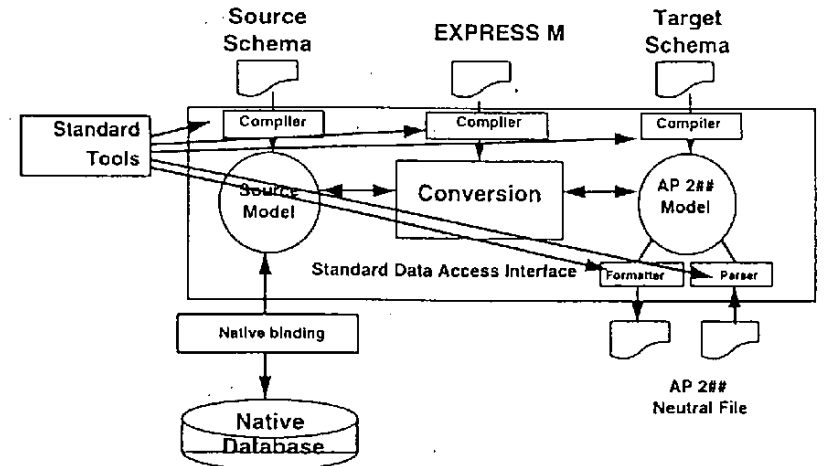 Source
Schema
EXPRESS M
Target
Schema
Standard
Tools
Compiler
Compiler
Compiler
Source
Model
Conversion
AP 2##
Model
Standard Data Access Interface
Formatter
Parser
Native binding
AP 2##
Neutral File
Native
Database